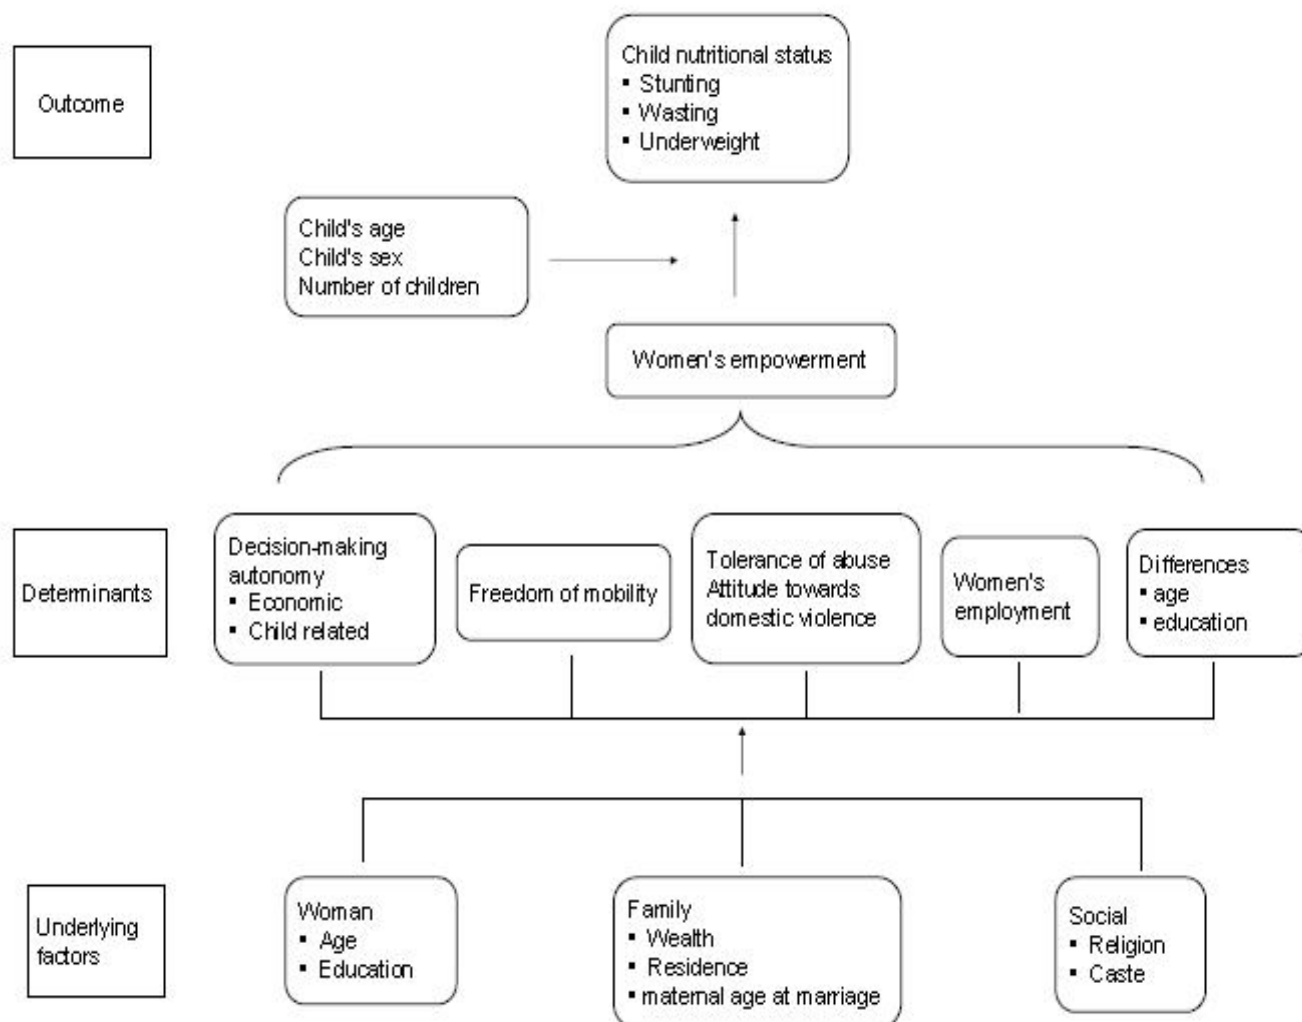 Outcome
Child nutritional status
▪ Stunting
▪ Wasting
▪ Underweight
Child's age
Child's sex
Number of children
Women's empowerment
Determinants
Decision-making
autonomy
▪ Economic
▪ Child related
Freedom of mobility
Tolerance of abuse
Attitude towards
domestic violence
Women's
employment
Differences
▪ age
▪ education
Underlying
factors
Woman
▪ Age
▪ Education
Family
▪ Wealth
▪ Residence
▪ maternal age at marriage
Social
▪ Religion
▪ Caste